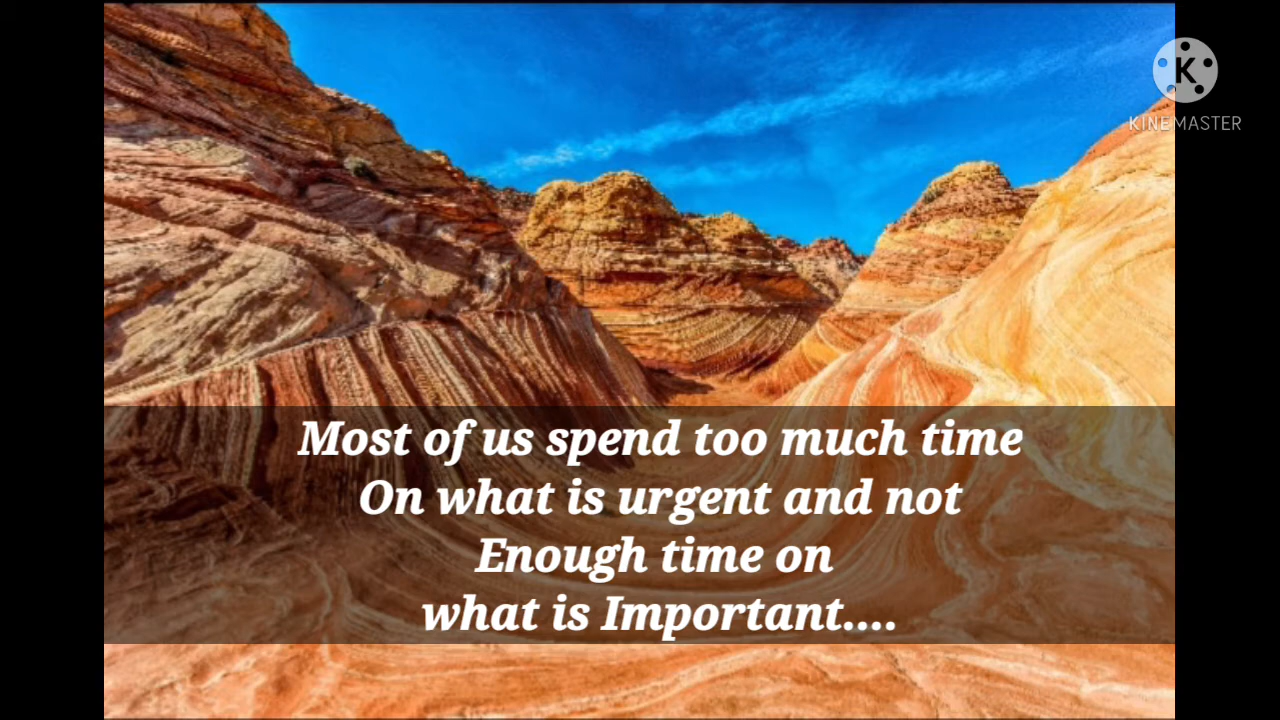 K
KINEMASTER
Most of us spend too much time
On what is urgent and not
Enough time on
what is Important....